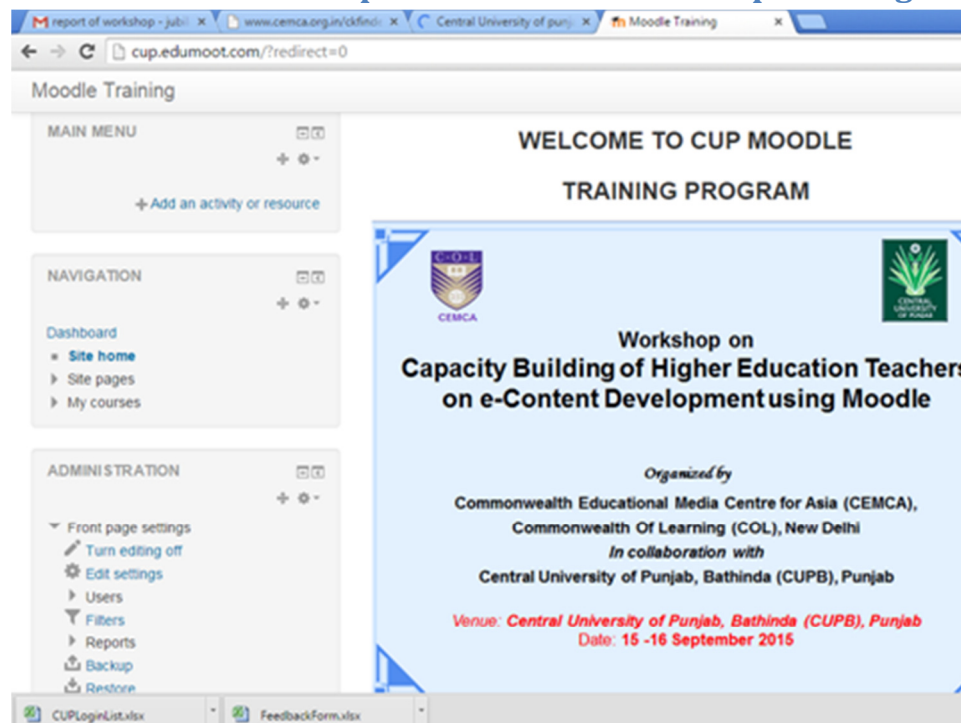 report of workshop - jubil
www.cemca.org.in/ckfinde
Central University of punj
Moodle Training
cup.edumoot.com/?redirect=0
Moodle Training
MAIN MENU
Add an activity or resource
NAVIGATION
Dashboard
Site home
Site pages
My courses
ADMINISTRATION
Front page settings
Turn editing off
Edit settings
Users
Filters
Reports
Backup
Restore
WELCOME TO CUP MOODLE
TRAINING PROGRAM
C·O·L
CEMCA
CENTRAL
UNIVERSITY
OF PUNJAB
Workshop on
Capacity Building of Higher Education Teachers
on e-Content Development using Moodle
Organized by
Commonwealth Educational Media Centre for Asia (CEMCA),
Commonwealth Of Learning (COL), New Delhi
In collaboration with
Central University of Punjab, Bathinda (CUPB), Punjab
Venue: Central University of Punjab, Bathinda (CUPB), Punjab
Date: 15 -16 September 2015
CUPLoginList.xlsx
FeedbackForm.xlsx